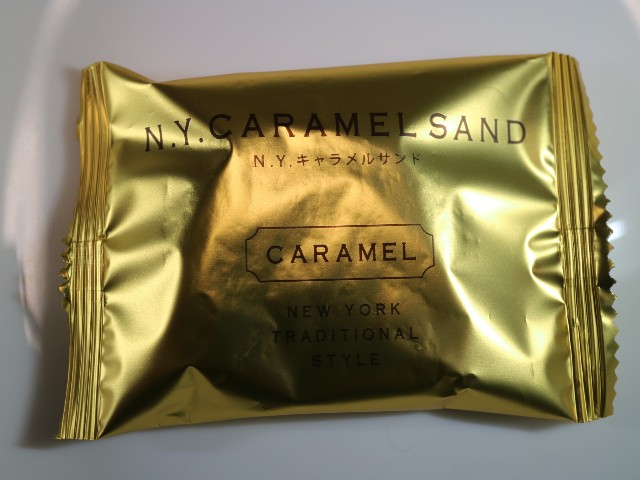 N.Y.CARAMEL SAND
N.Y.キャラメルサンド
CARAMEL
NEW YORK
TRADITIONAL
STYLE